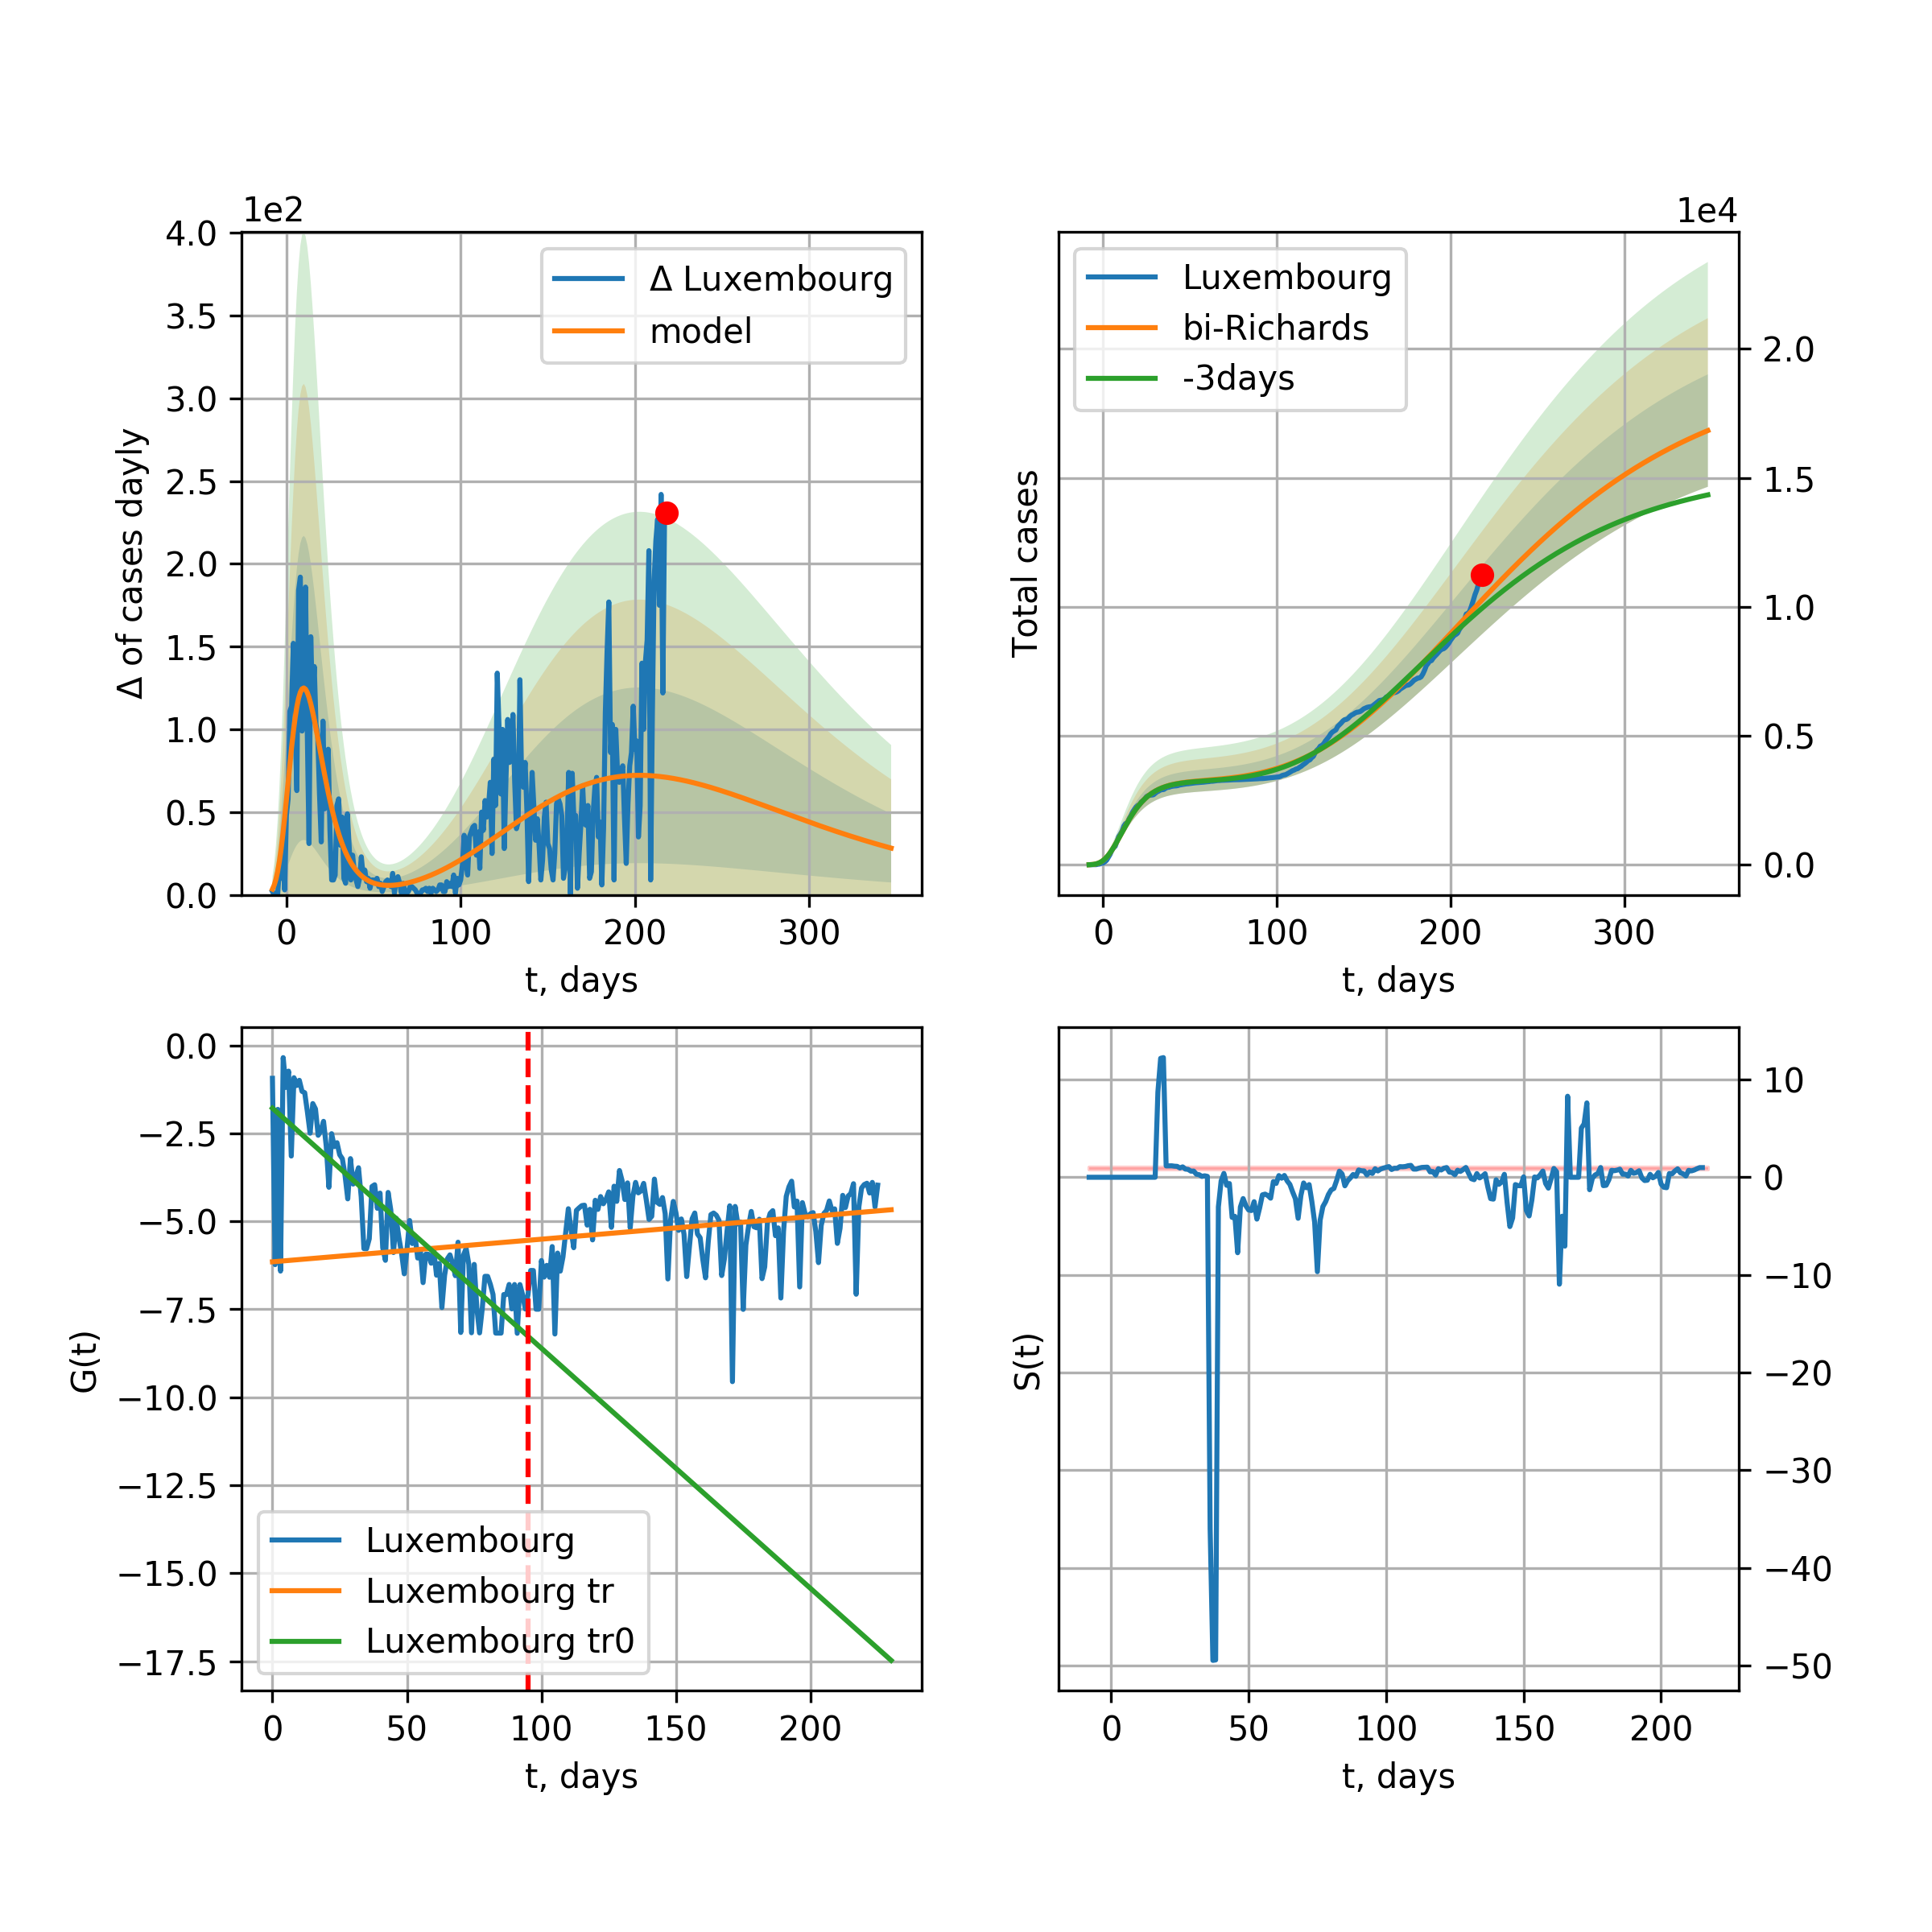 1e2
4.0
3.5
3.0
2.5
2.0
1.5
1.0
0.5
0.0
Δ of cases dayly
Δ Luxembourg
model
0 100 200 300
t, days
1e4
2.0
1.5
1.0
0.5
0.0
Total cases
Luxembourg
bi-Richards
-3days
0 100 200 300
t, days
0.0
−2.5
−5.0
−7.5
−10.0
−12.5
−15.0
−17.5
G(t)
Luxembourg
Luxembourg tr
Luxembourg tr0
0 50 100 150 200
t, days
10
0
−10
−20
−30
−40
−50
S(t)
0 50 100 150 200
t, days